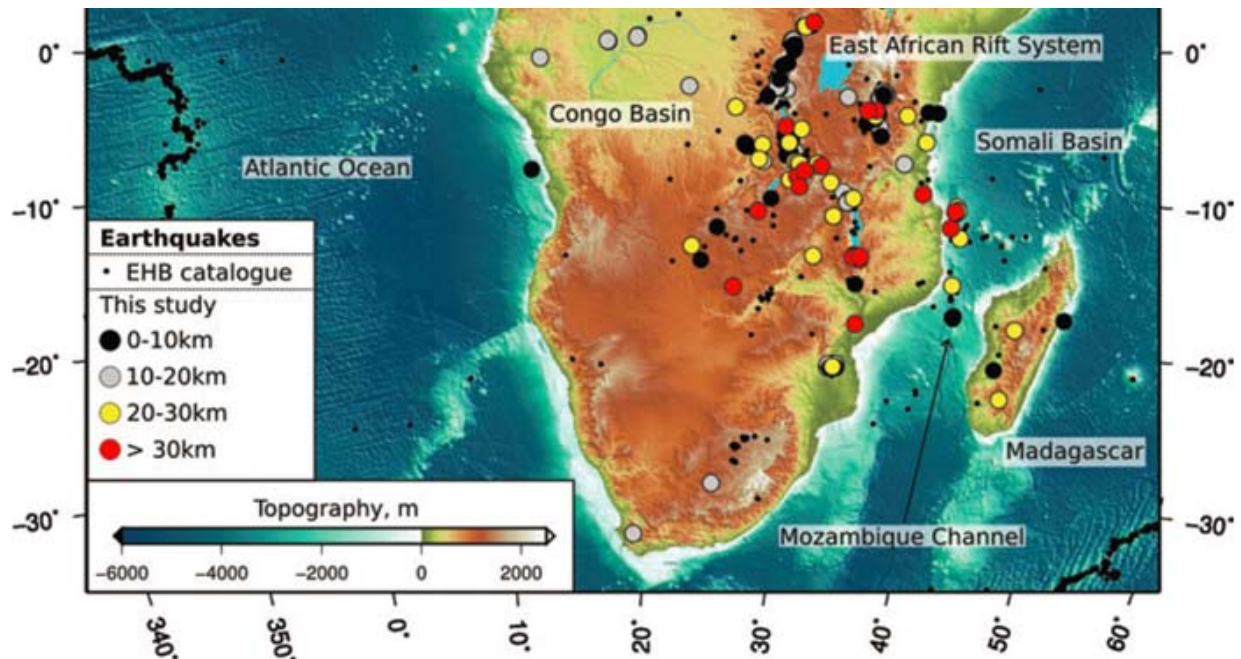 0°
East African Rift System
0°
Congo Basin
Somali Basin
Atlantic Ocean
−10°
−10°
Earthquakes
EHB catalogue
This study
0-10km
10-20km
20-30km
> 30km
−20°
−20°
Madagascar
Topography, m
−6000 −4000 −2000 0 2000
Mozambique Channel
−30°
−30°
340° 350° 0° 10° 20° 30° 40° 50° 60°